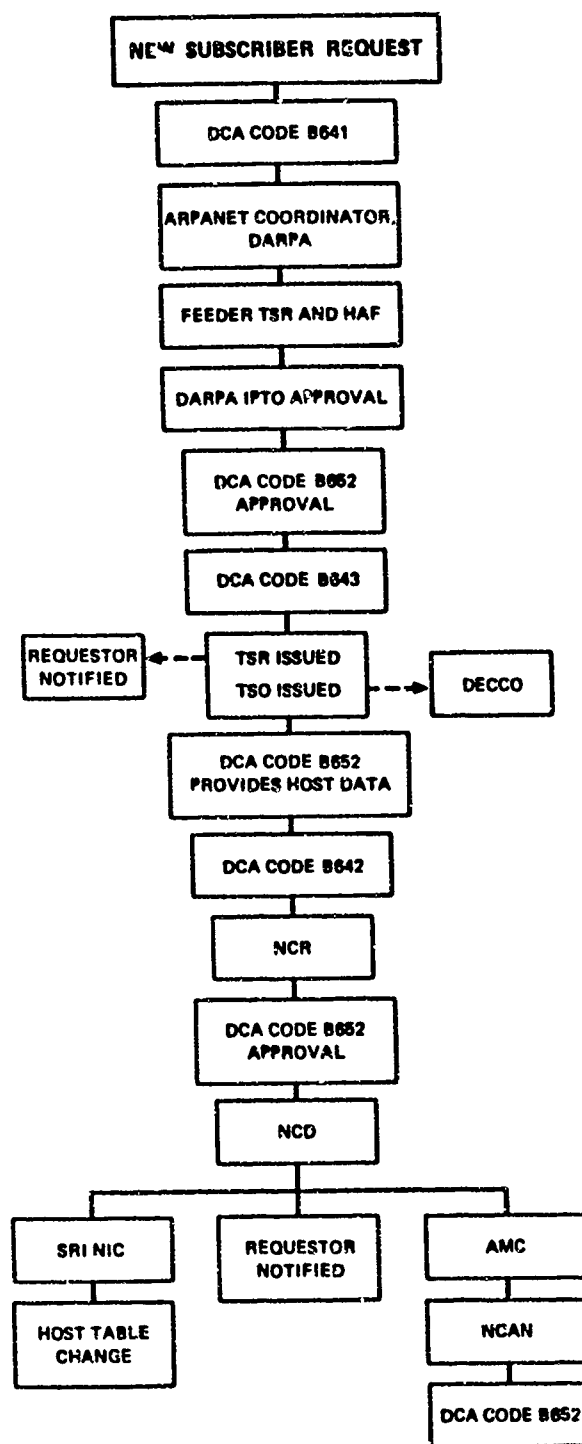 NEW SUBSCRIBER REQUEST
DCA CODE B641
ARPANET COORDINATOR,
DARPA
FEEDER TSR AND HAF
DARPA IPTO APPROVAL
DCA CODE B652
APPROVAL
DCA CODE B643
REQUESTOR
NOTIFIED
TSR ISSUED
TSO ISSUED
DECCO
DCA CODE B652
PROVIDES HOST DATA
DCA CODE B642
NCR
DCA CODE B652
APPROVAL
NCD
SRI NIC
HOST TABLE
CHANGE
REQUESTOR
NOTIFIED
AMC
NCAN
DCA CODE B652